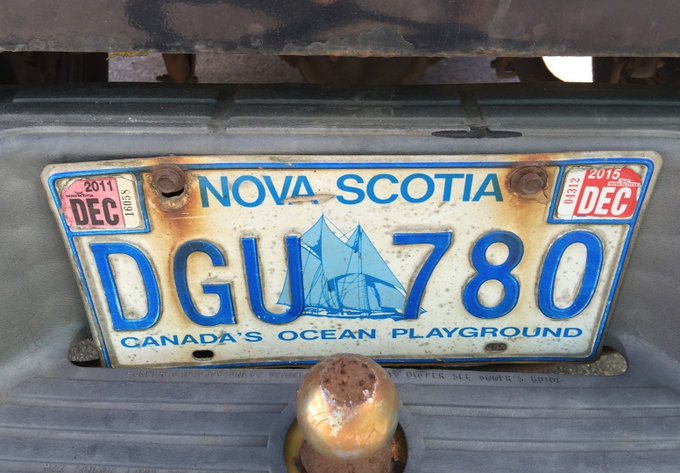 NOVA SCOTIA
2011
DEC
16058
2015
04312
DEC
DGU 780
CANADA'S OCEAN PLAYGROUND